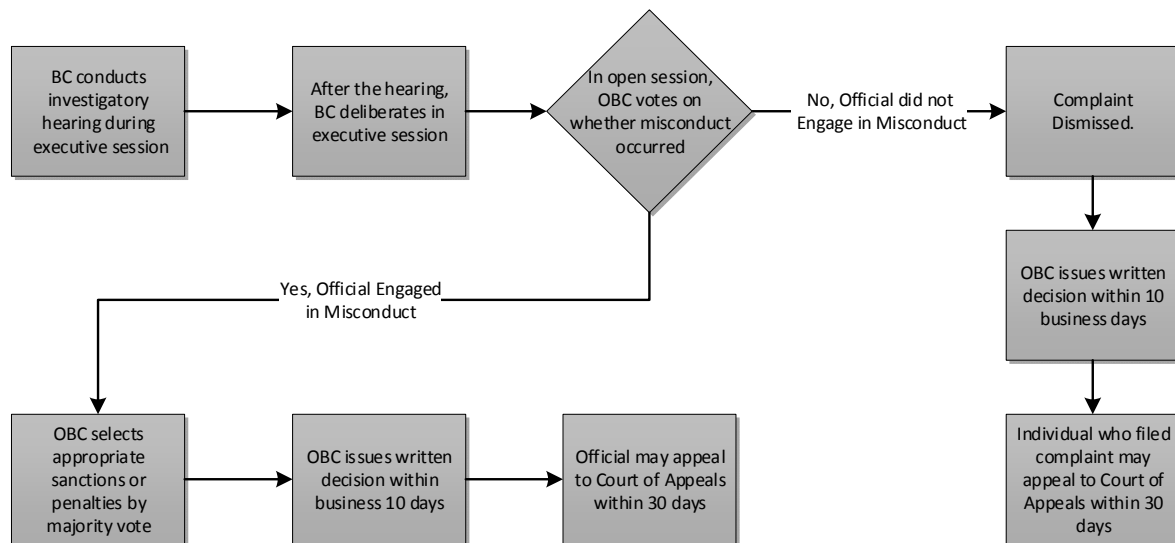 BC conducts
investigatory
hearing during
executive session
After the hearing,
BC deliberates in
executive session
In open session,
OBC votes on
whether misconduct
occurred
No, Official did not
Engage in Misconduct
Complaint
Dismissed.
OBC issues written
decision within 10
business days
Individual who filed
complaint may
appeal to Court of
Appeals within 30
days
Yes, Official Engaged
in Misconduct
OBC selects
appropriate
sanctions or
penalties by
majority vote
OBC issues written
decision within
business 10 days
Official may appeal
to Court of Appeals
within 30 days